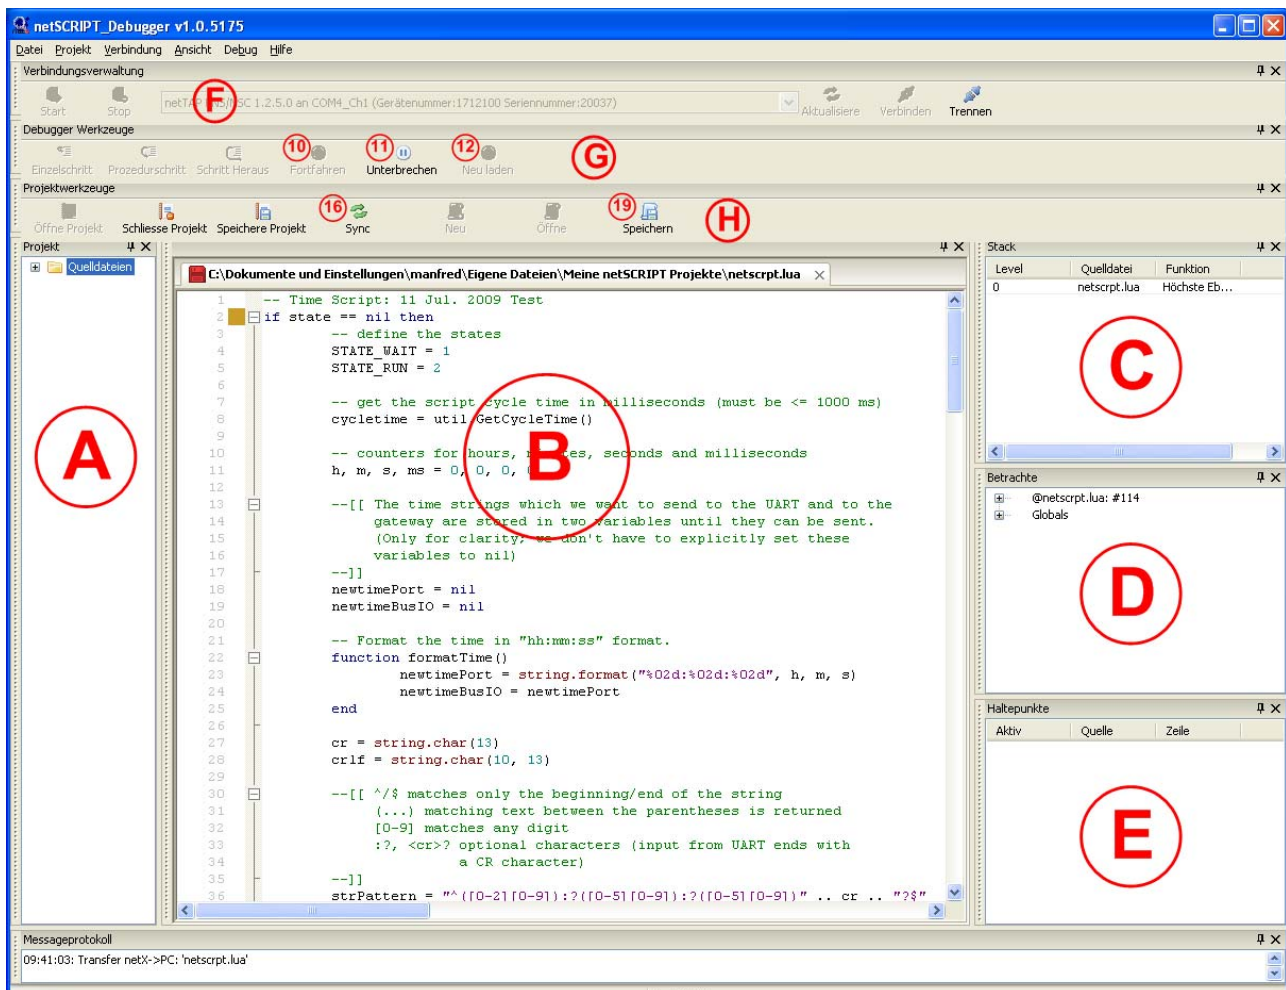 netSCRIPT_Debugger v1.0.5175
Datei Projekt Verbindung Ansicht Debug Hilfe
Verbindungsverwaltung
Start Stop F netTAP NSC 1.2.5.0 an COM4_Ch1 (Gerätenummer:1712100 Seriennummer:20037) Aktualisiere Verbinden Trennen
Debugger Werkzeuge
10 11 12 G
Einzelschritt Prozedurschritt Schritt Heraus Fortfahren Unterbrechen Neu laden
Projektwerkzeuge
16 19 H
Öffne Projekt Schliesse Projekt Speichere Projekt Sync Neu Öffne Speichern
Projekt
Quelldateien
A
C:\Dokumente und Einstellungen\manfred\Eigene Dateien\Meine netSCRIPT Projekte\netscrpt.lua
1 -- Time Script: 11 Jul. 2009 Test
2 if state == nil then
3 -- define the states
4 STATE_WAIT = 1
5 STATE_RUN = 2
6
7 -- get the script cycle time in milliseconds (must be <= 1000 ms)
8 cycletime = util.GetCycleTime()
9
10 -- counters for hours, minutes, seconds and milliseconds
11 h, m, s, ms = 0, 0, 0, 0
12
13 --[[ The time strings which we want to send to the UART and to the
14 gateway are stored in two variables until they can be sent.
15 (Only for clarity; we don't have to explicitly set these
16 variables to nil)
17 --]]
18 newtimePort = nil
19 newtimeBusIO = nil
20
21 -- Format the time in "hh:mm:ss" format.
22 function formatTime()
23 newtimePort = string.format("%02d:%02d:%02d", h, m, s)
24 newtimeBusIO = newtimePort
25 end
26
27 cr = string.char(13)
28 crlf = string.char(10, 13)
29
30 --[[ ^/$ matches only the beginning/end of the string
31 (...) matching text between the parentheses is returned
32 [0-9] matches any digit
33 :?, <cr>? optional characters (input from UART ends with
34 a CR character)
35 --]]
36 strPattern = "^([0-2][0-9]):?([0-5][0-9]):?([0-5][0-9])" .. cr .. "?$"
B
Stack
Level Quelldatei Funktion
0 netscrpt.lua Höchste Eb...
C
Betrachte
@netscrpt.lua: #114
Globals
D
Haltepunkte
Aktiv Quelle Zeile
E
Messageprotokoll
09:41:03: Transfer netX->PC: 'netscrpt.lua'